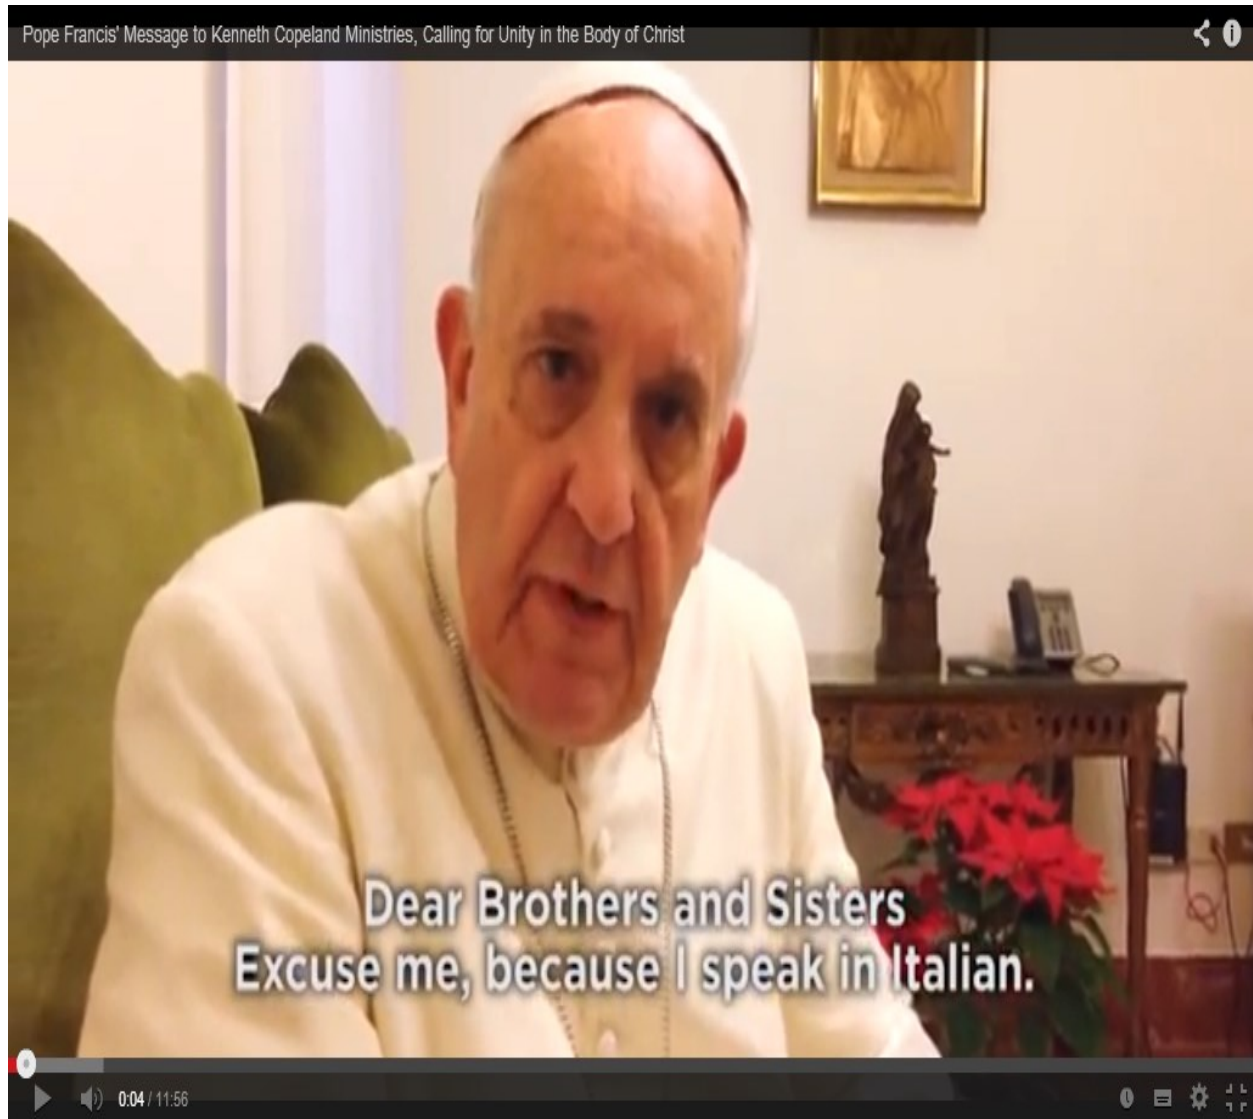 Pope Francis' Message to Kenneth Copeland Ministries, Calling for Unity in the Body of Christ
Dear Brothers and Sisters
Excuse me, because I speak in Italian.
0:04 / 11:56